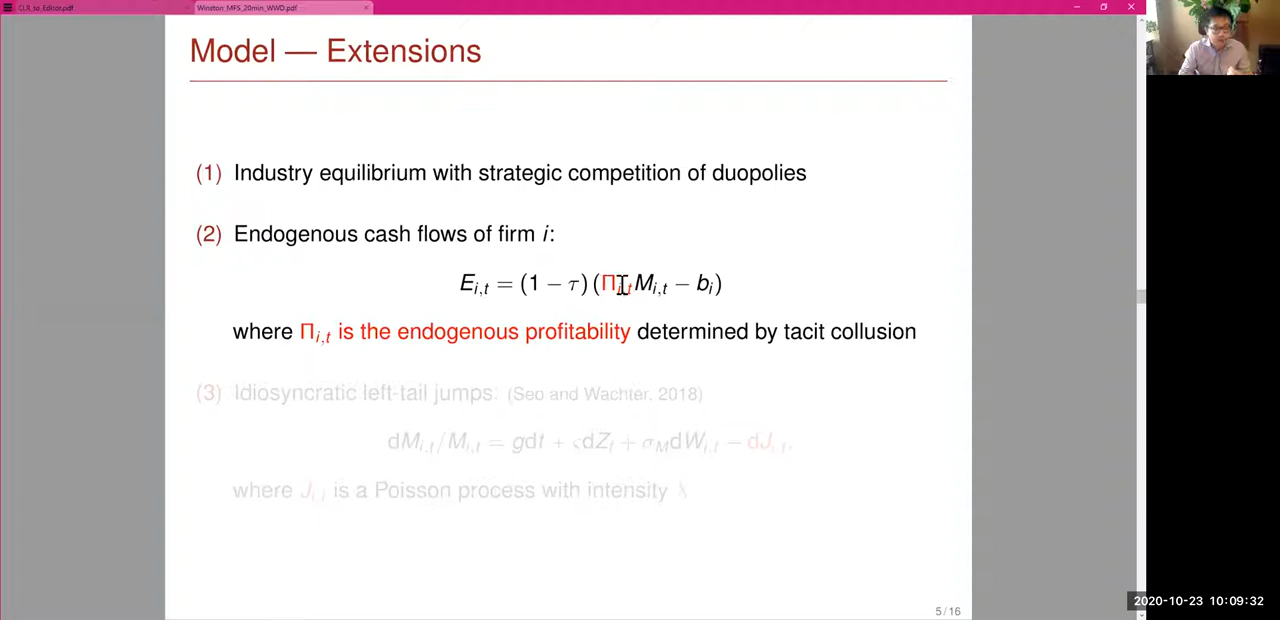 CLR_to_Editor.pdf
Winston_MFS_20min_WWD.pdf
Model — Extensions
(1) Industry equilibrium with strategic competition of duopolies
(2) Endogenous cash flows of firm i:
E_{i,t} = (1 − τ)(Π_{i,t}M_{i,t} − b_i)
where Π_{i,t} is the endogenous profitability determined by tacit collusion
(3) Idiosyncratic left-tail jumps: (Seo and Wachter, 2018)
dM_{i,t}/M_{i,t} = gdt + ςdZ_t + σ_MdW_{i,t} − dJ_{i,t},
where J_{i,t} is a Poisson process with intensity λ
5/16
2020-10-23 10:09:32